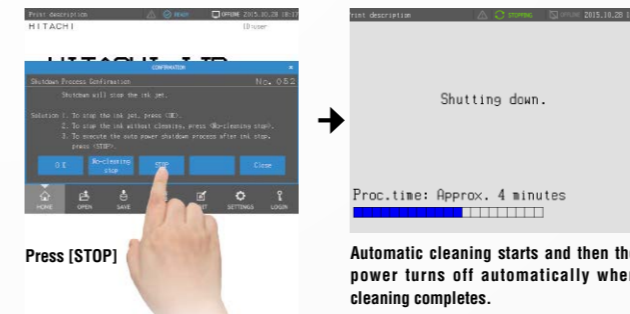 Print description
READY
OFFLINE 2015.10.28 18:17
HITACHI
ID:user
CONFIRMATION
Shutdown Process Confirmation No. 052
Shutdown will stop the ink jet.
Solution 1. To stop the ink jet, press <OK>.
2. To stop the ink without cleaning, press <No-cleaning stop>.
3. To execute the auto power shutdown process after ink stop,
press <STOP>.
OK
No-cleaning
stop
STOP
Close
HOME
OPEN
SAVE
SETTINGS
LOGIN
Press [STOP]
rint description
STOPPING
OFFLINE 2015.10.28 1
Shutting down.
Proc.time: Approx. 4 minutes
Automatic cleaning starts and then the
power turns off automatically when
cleaning completes.